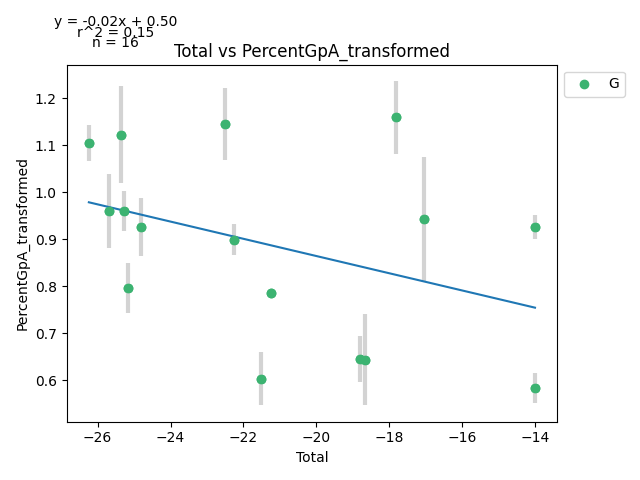 y = -0.02x + 0.50
r^2 = 0.15
n = 16
Total vs PercentGpA_transformed
G
1.2
1.1
1.0
0.9
0.8
0.7
0.6
PercentGpA_transformed
−26 −24 −22 −20 −18 −16 −14
Total